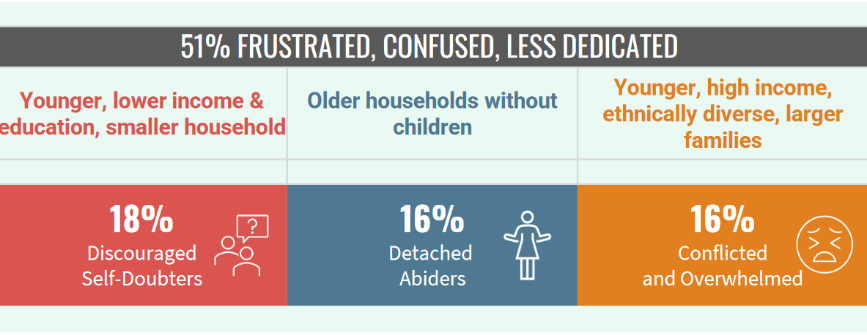 51% FRUSTRATED, CONFUSED, LESS DEDICATED
Younger, lower income &
education, smaller household
Older households without
children
Younger, high income,
ethnically diverse, larger
families
18%
Discouraged
Self-Doubters
?
16%
Detached
Abiders
16%
Conflicted
and Overwhelmed